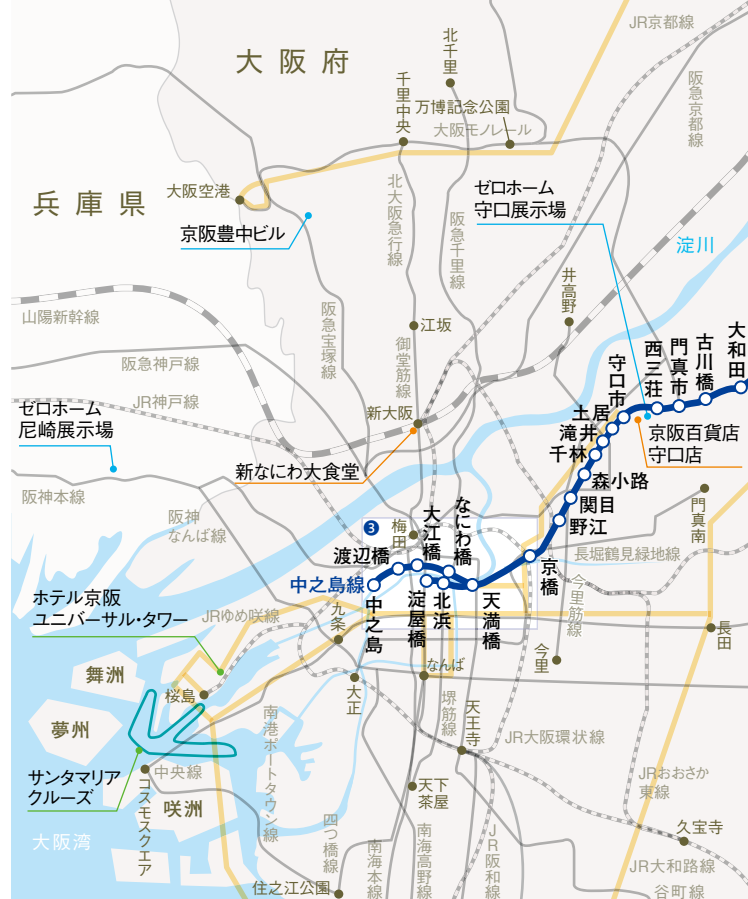 JR京都線
大阪府
北千里
千里中央
万博記念公園
大阪モノレール
阪急京都線
兵庫県
大阪空港
京阪豊中ビル
北大阪急行線
阪急千里線
ゼロホーム
守口展示場
淀川
井高野
山陽新幹線
阪急宝塚線
江坂
御堂筋線
阪急神戸線
JR神戸線
新大阪
ゼロホーム
尼崎展示場
新なにわ大食堂
大和田
古川橋
門真市
西三荘
守口市
土居
滝井
千林
京阪百貨店
守口店
森小路
関目
野江
門真南
阪神本線
阪神
なんば線
3
梅田
大江橋
なにわ橋
渡辺橋
中之島線
中之島
淀屋橋
北浜
天満橋
京橋
長堀鶴見緑地線
今里筋線
今里
長田
ホテル京阪
ユニバーサル・タワー
JRゆめ咲線
九条
なんば
大正
舞洲
桜島
夢州
堺筋線
天王寺
JR大阪環状線
南港ポートタウン線
サンタマリア
クルーズ
中央線
コスモスクエア
咲洲
天下
茶屋
JRおおさか
東線
久宝寺
大阪湾
四つ橋線
南海本線
南海高野線
JR阪和線
JR大和路線
谷町線
住之江公園